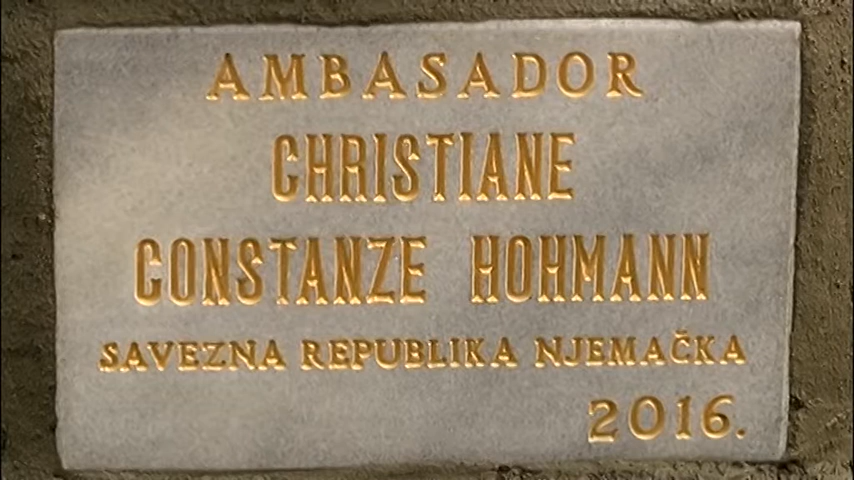 AMBASADOR
CHRISTIANE
CONSTANZE HOHMANN
SAVEZNA REPUBLIKA NJEMAČKA
2016.